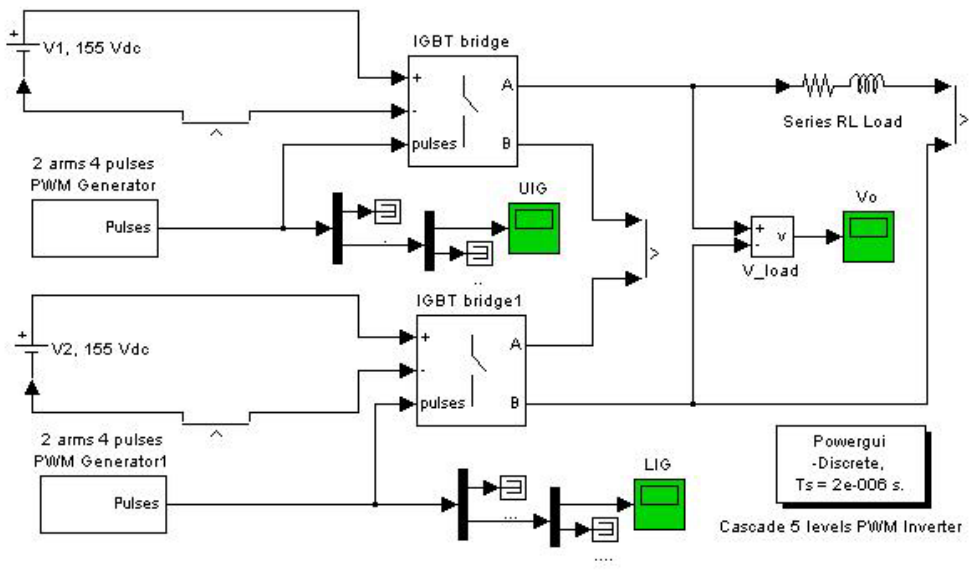 IGBT bridge
+
V1, 155 Vdc
+
A
-
Series RL Load
pulses
B
2 arms 4 pulses
PWM Generator
UIG
Vo
Pulses
+
v
-
V_load
.
..
IGBT bridge1
+
V2, 155 Vdc
+
A
-
pulses
B
2 arms 4 pulses
PWM Generator1
LIG
Powergui
-Discrete,
Ts = 2e-006 s.
Pulses
...
Cascade 5 levels PWM Inverter
....